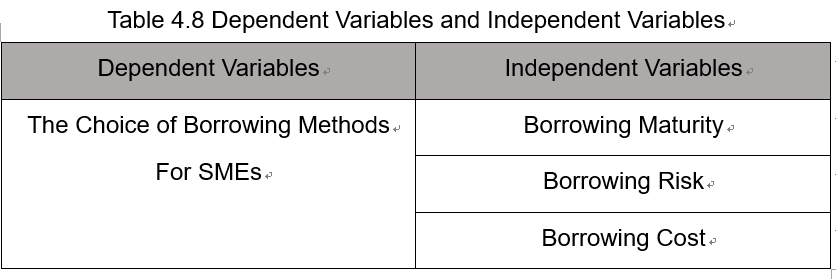 Table 4.8 Dependent Variables and Independent Variables
Dependent Variables
Independent Variables
The Choice of Borrowing Methods
For SMEs
Borrowing Maturity
Borrowing Risk
Borrowing Cost